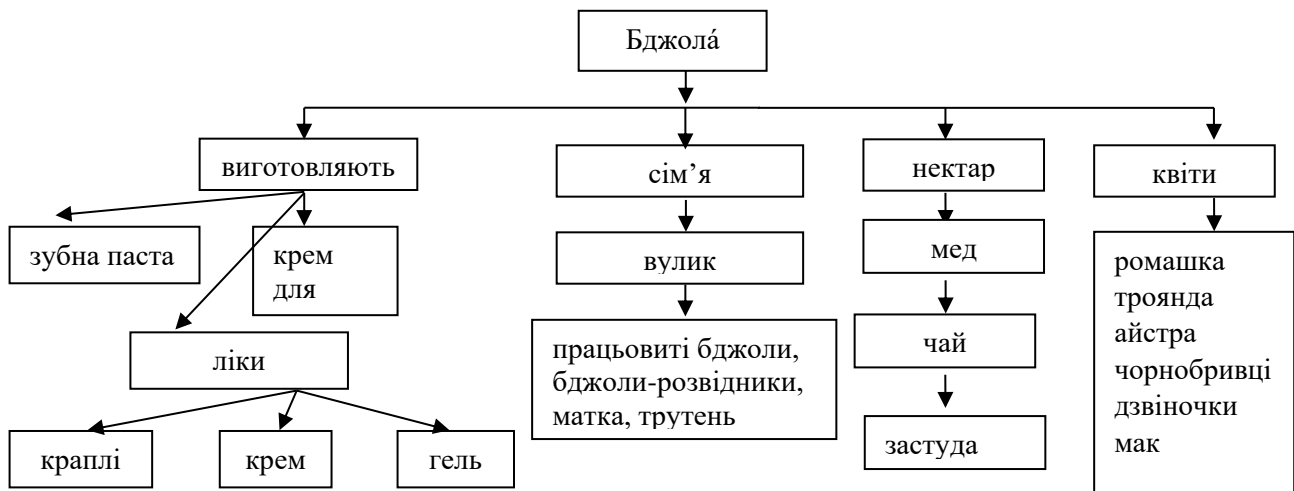 Бджола́
виготовляють
сім’я
нектар
квіти
зубна паста
крем
для
вулик
мед
ромашка
троянда
айстра
чорнобривці
дзвіночки
мак
ліки
працьовиті бджоли,
бджоли-розвідники,
матка, трутень
чай
краплі
крем
гель
застуда